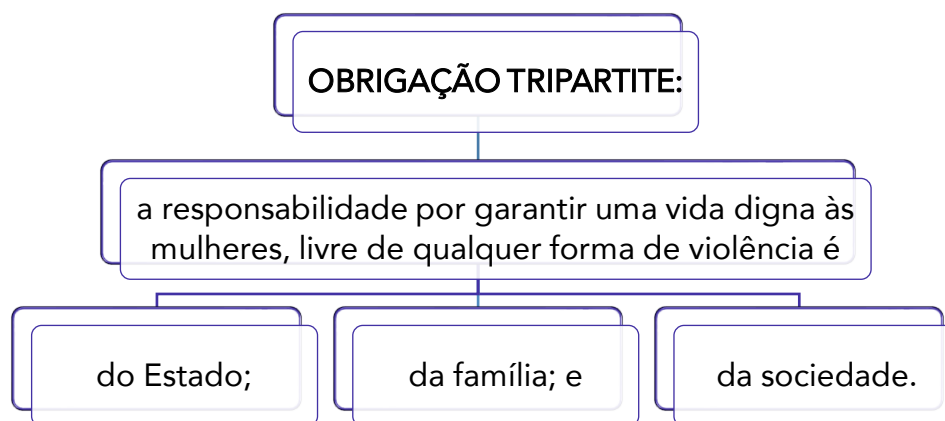 OBRIGAÇÃO TRIPARTITE:
a responsabilidade por garantir uma vida digna às
mulheres, livre de qualquer forma de violência é
do Estado;
da família; e
da sociedade.